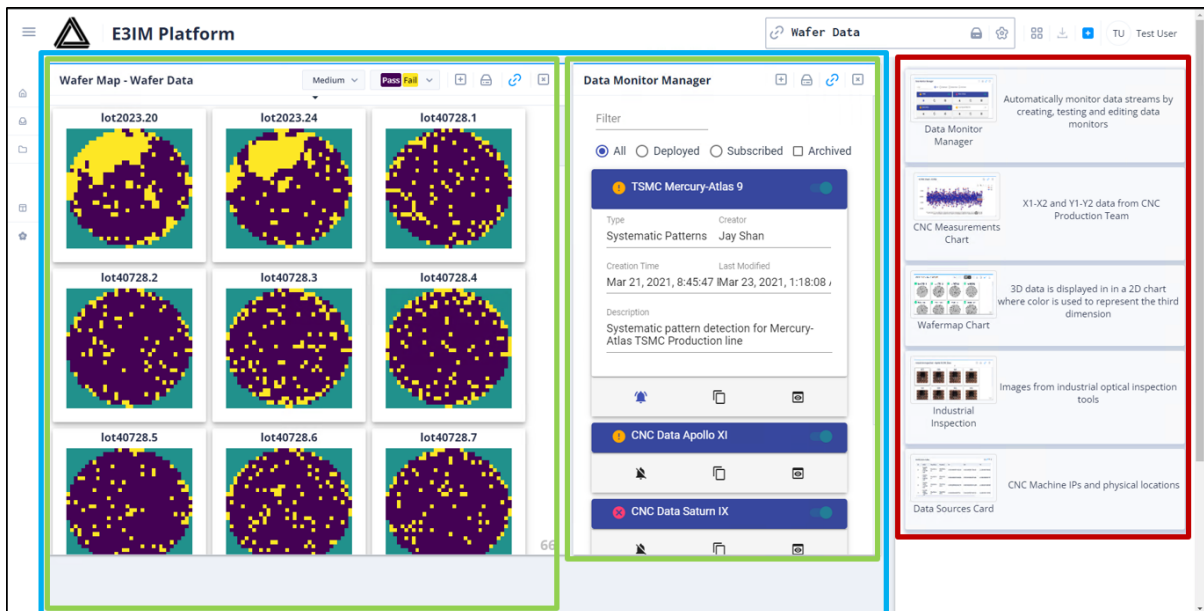 E3IM Platform
Wafer Data
TU Test User
Wafer Map - Wafer Data
Medium
Pass Fail
lot2023.20 lot2023.24 lot40728.1
lot40728.2 lot40728.3 lot40728.4
lot40728.5 lot40728.6 lot40728.7
66
Data Monitor Manager
Filter
All Deployed Subscribed Archived
TSMC Mercury-Atlas 9
Type Creator
Systematic Patterns Jay Shan
Creation Time Last Modified
Mar 21, 2021, 8:45:47 Mar 23, 2021, 1:18:08
Description
Systematic pattern detection for Mercury-
Atlas TSMC Production line
CNC Data Apollo XI
CNC Data Saturn IX
Data Monitor
Manager
Automatically monitor data streams by
creating, testing and editing data
monitors
CNC Measurements
Chart
X1-X2 and Y1-Y2 data from CNC
Production Team
Wafermap Chart
3D data is displayed in in a 2D chart
where color is used to represent the third
dimension
Industrial
Inspection
Images from industrial optical inspection
tools
Data Sources Card
CNC Machine IPs and physical locations